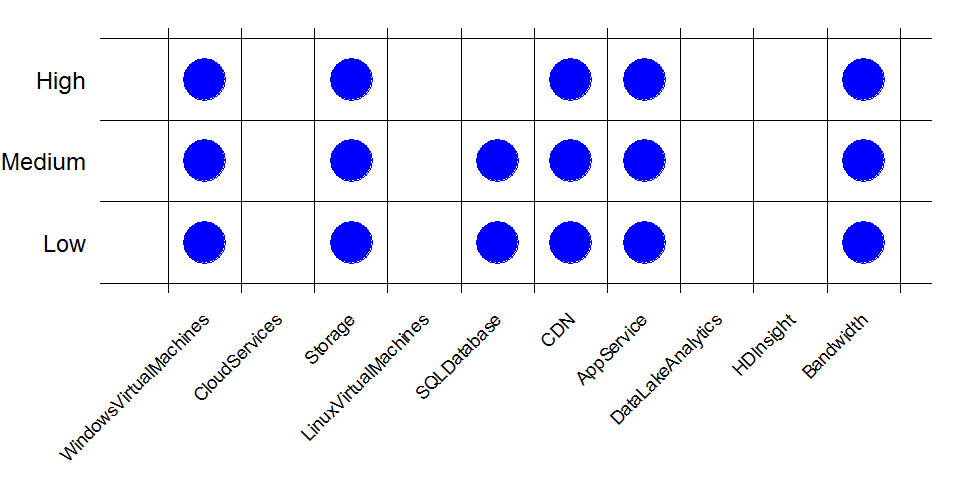 High
Medium
Low
WindowsVirtualMachines
CloudServices
Storage
LinuxVirtualMachines
SQLDatabase
CDN
AppService
DataLakeAnalytics
HDInsight
Bandwidth